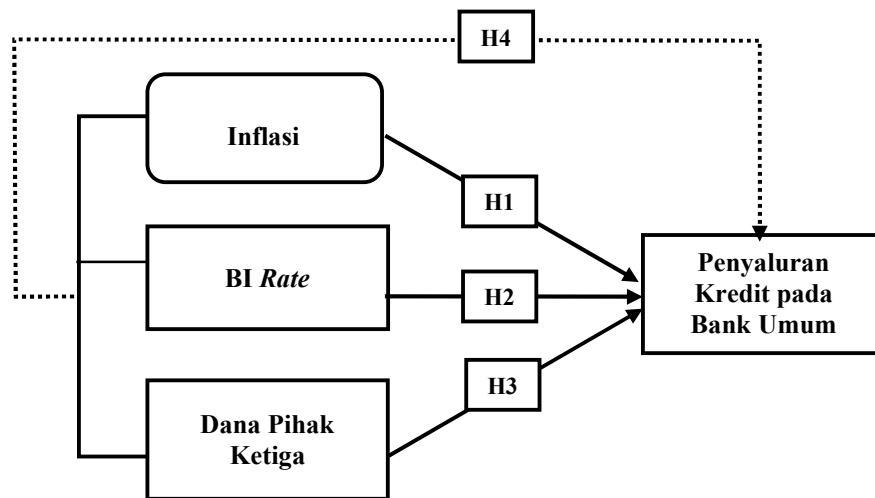 H4
Inflasi
H1
BI Rate
H2
Penyaluran
Kredit pada
Bank Umum
H3
Dana Pihak
Ketiga